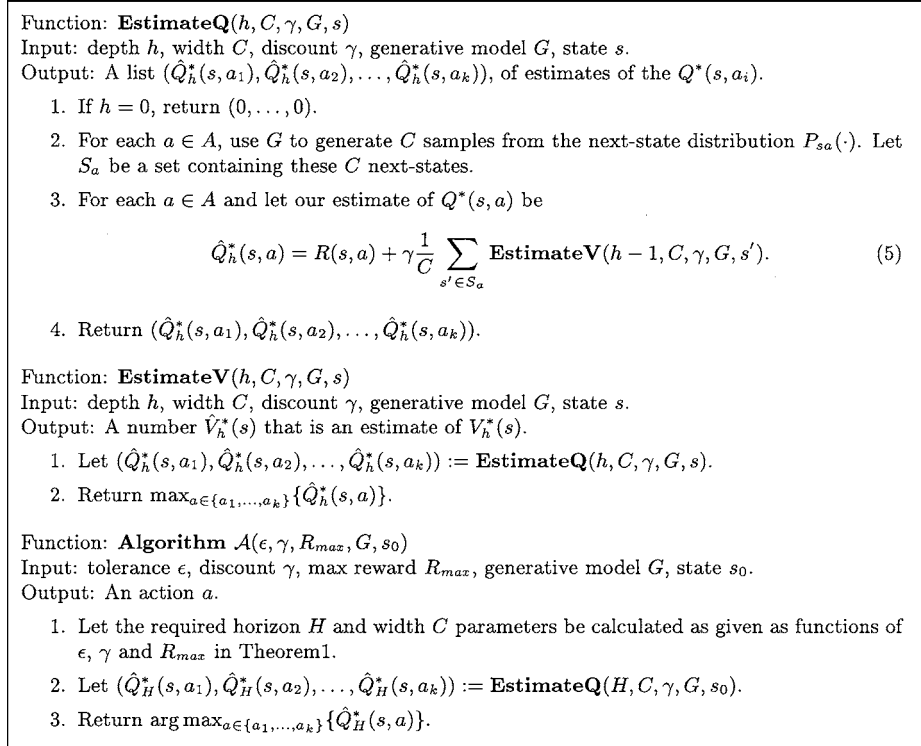 Function: EstimateQ(h, C, γ, G, s)
Input: depth h, width C, discount γ, generative model G, state s.
Output: A list (Q̂*_h(s, a_1), Q̂*_h(s, a_2), . . . , Q̂*_h(s, a_k)), of estimates of the Q*(s, a_i).
1. If h = 0, return (0, . . . , 0).
2. For each a ∈ A, use G to generate C samples from the next-state distribution P_sa(·). Let
S_a be a set containing these C next-states.
3. For each a ∈ A and let our estimate of Q*(s, a) be
Q̂*_h(s, a) = R(s, a) + γ 1/C ∑_{s′∈S_a} EstimateV(h − 1, C, γ, G, s′). (5)
4. Return (Q̂*_h(s, a_1), Q̂*_h(s, a_2), . . . , Q̂*_h(s, a_k)).
Function: EstimateV(h, C, γ, G, s)
Input: depth h, width C, discount γ, generative model G, state s.
Output: A number V̂*_h(s) that is an estimate of V*_h(s).
1. Let (Q̂*_h(s, a_1), Q̂*_h(s, a_2), . . . , Q̂*_h(s, a_k)) := EstimateQ(h, C, γ, G, s).
2. Return max_{a∈{a_1,...,a_k}}{Q̂*_h(s, a)}.
Function: Algorithm 𝒜(ϵ, γ, R_max, G, s_0)
Input: tolerance ϵ, discount γ, max reward R_max, generative model G, state s_0.
Output: An action a.
1. Let the required horizon H and width C parameters be calculated as given as functions of
ϵ, γ and R_max in Theorem1.
2. Let (Q̂*_H(s, a_1), Q̂*_H(s, a_2), . . . , Q̂*_H(s, a_k)) := EstimateQ(H, C, γ, G, s_0).
3. Return arg max_{a∈{a_1,...,a_k}}{Q̂*_H(s, a)}.